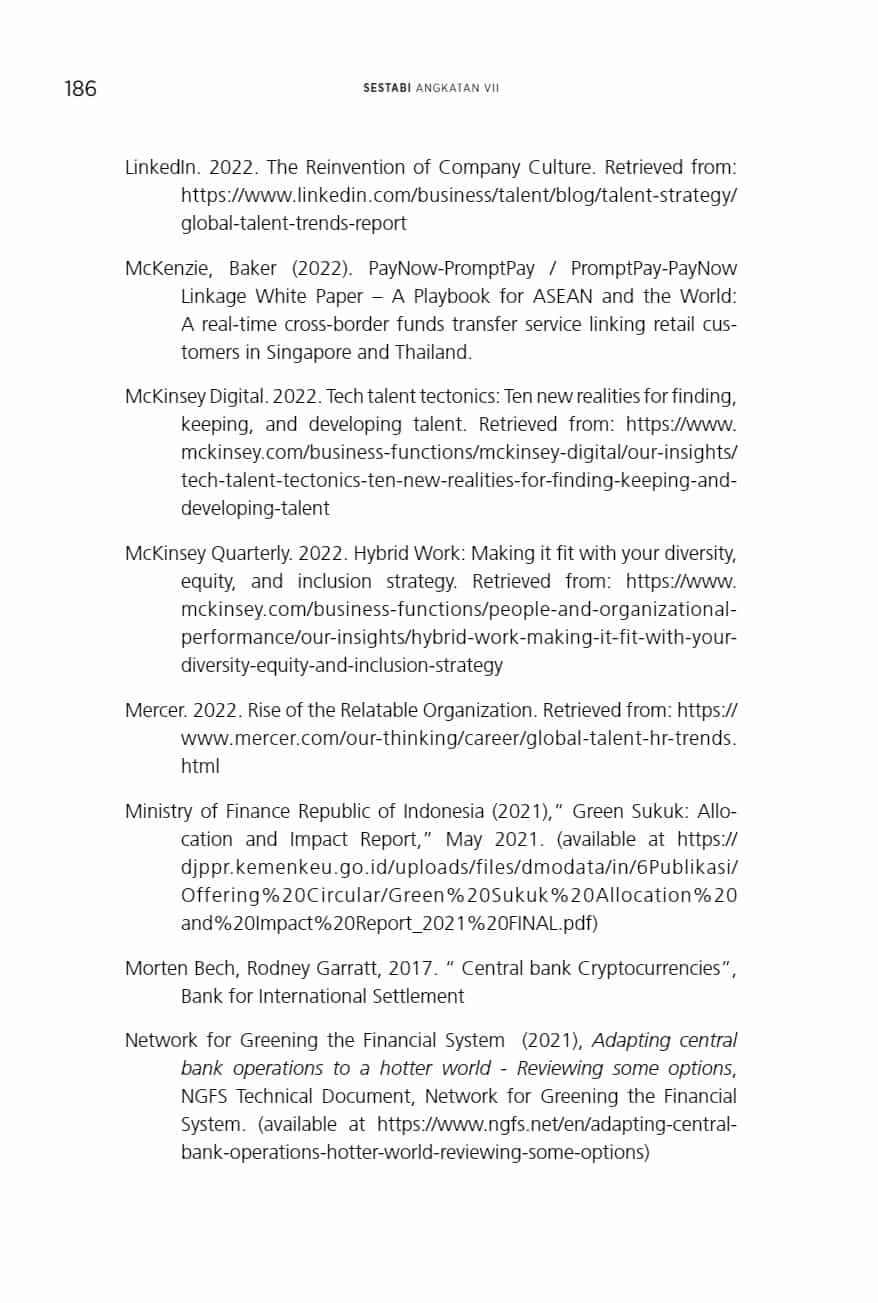 186
SESTABI ANGKATAN VII
LinkedIn. 2022. The Reinvention of Company Culture. Retrieved from:
https://www.linkedin.com/business/talent/blog/talent-strategy/
global-talent-trends-report
McKenzie, Baker (2022). PayNow-PromptPay / PromptPay-PayNow
Linkage White Paper – A Playbook for ASEAN and the World:
A real-time cross-border funds transfer service linking retail cus-
tomers in Singapore and Thailand.
McKinsey Digital. 2022. Tech talent tectonics: Ten new realities for finding,
keeping, and developing talent. Retrieved from: https://www.
mckinsey.com/business-functions/mckinsey-digital/our-insights/
tech-talent-tectonics-ten-new-realities-for-finding-keeping-and-
developing-talent
McKinsey Quarterly. 2022. Hybrid Work: Making it fit with your diversity,
equity, and inclusion strategy. Retrieved from: https://www.
mckinsey.com/business-functions/people-and-organizational-
performance/our-insights/hybrid-work-making-it-fit-with-your-
diversity-equity-and-inclusion-strategy
Mercer. 2022. Rise of the Relatable Organization. Retrieved from: https://
www.mercer.com/our-thinking/career/global-talent-hr-trends.
html
Ministry of Finance Republic of Indonesia (2021),“ Green Sukuk: Allo-
cation and Impact Report,” May 2021. (available at https://
djppr.kemenkeu.go.id/uploads/files/dmodata/in/6Publikasi/
Offering%20Circular/Green%20Sukuk%20Allocation%20
and%20Impact%20Report_2021%20FINAL.pdf)
Morten Bech, Rodney Garratt, 2017. “ Central bank Cryptocurrencies”,
Bank for International Settlement
Network for Greening the Financial System  (2021), Adapting central
bank operations to a hotter world - Reviewing some options,
NGFS Technical Document, Network for Greening the Financial
System. (available at https://www.ngfs.net/en/adapting-central-
bank-operations-hotter-world-reviewing-some-options)